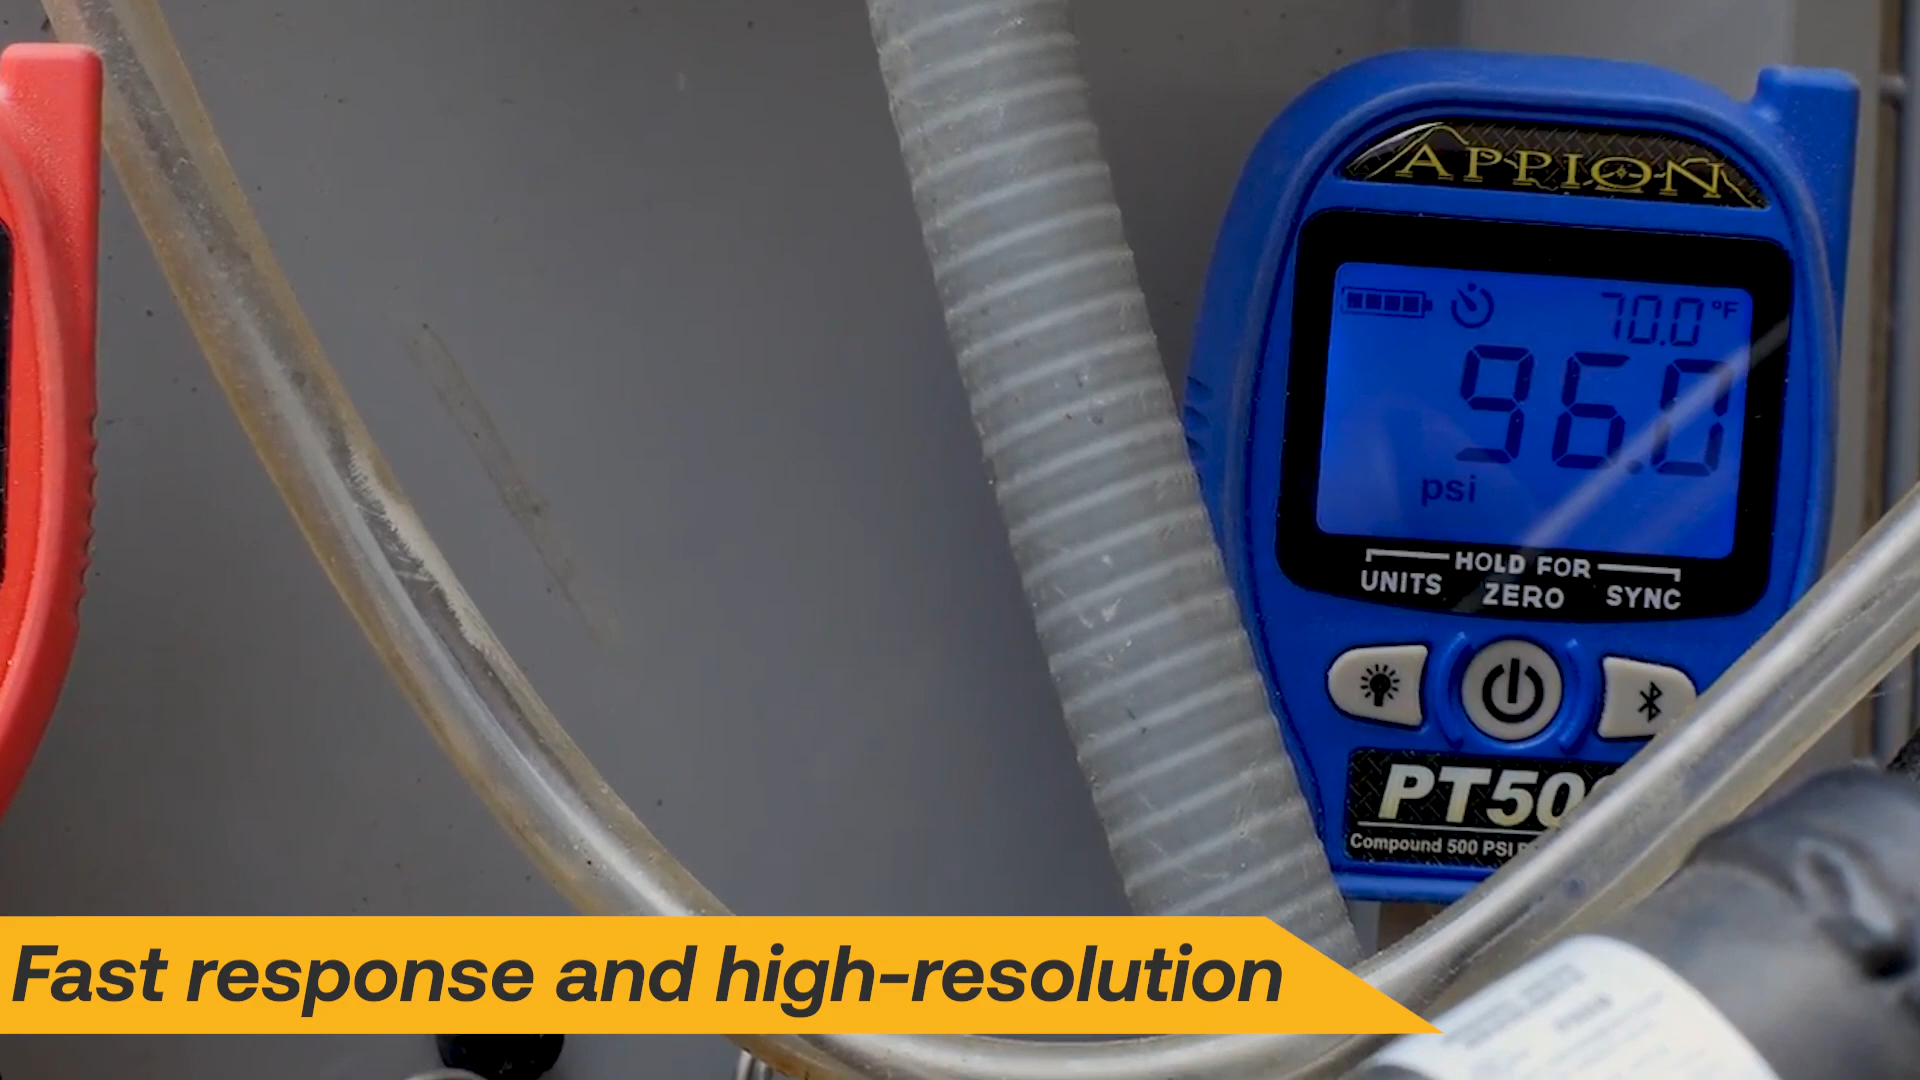 APPION
70.0 °F
96.0
psi
HOLD FOR
UNITS ZERO SYNC
PT50
Compound 500 PSI
Fast response and high-resolution